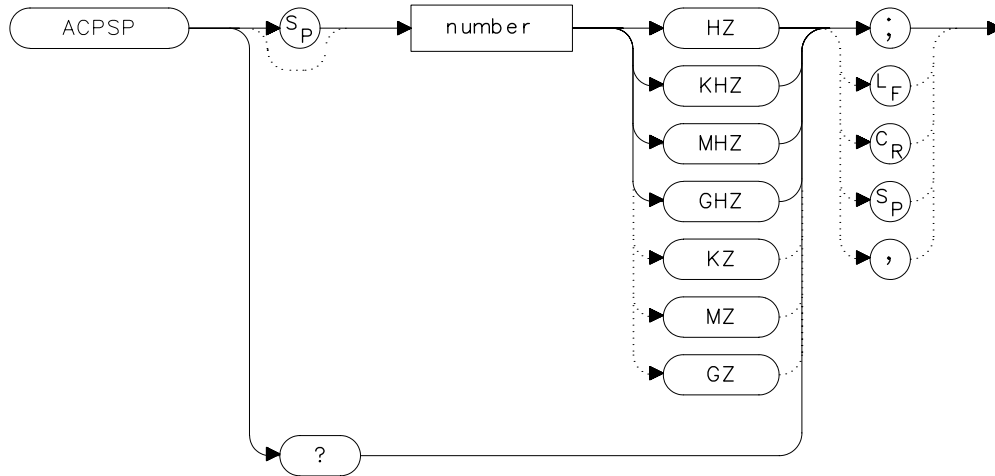 ACPSP SP number HZ ;
KHZ LF
MHZ CR
GHZ SP
KZ ,
MZ
GZ
?